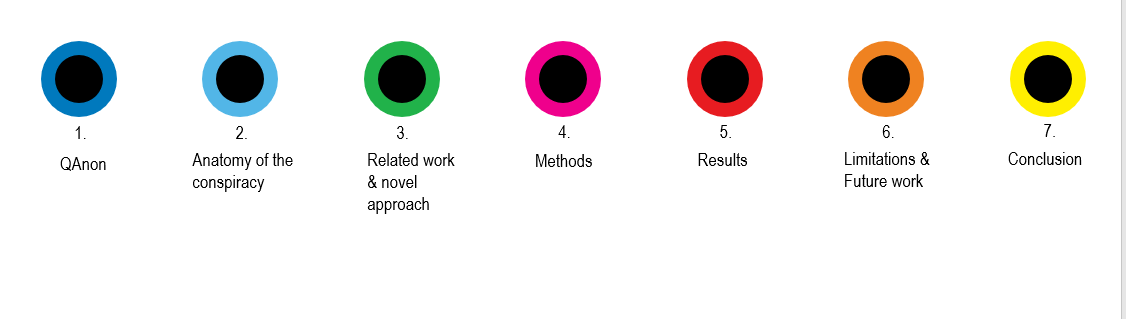 1.
QAnon
2.
Anatomy of the
conspiracy
3.
Related work
& novel
approach
4.
Methods
5.
Results
6.
Limitations &
Future work
7.
Conclusion